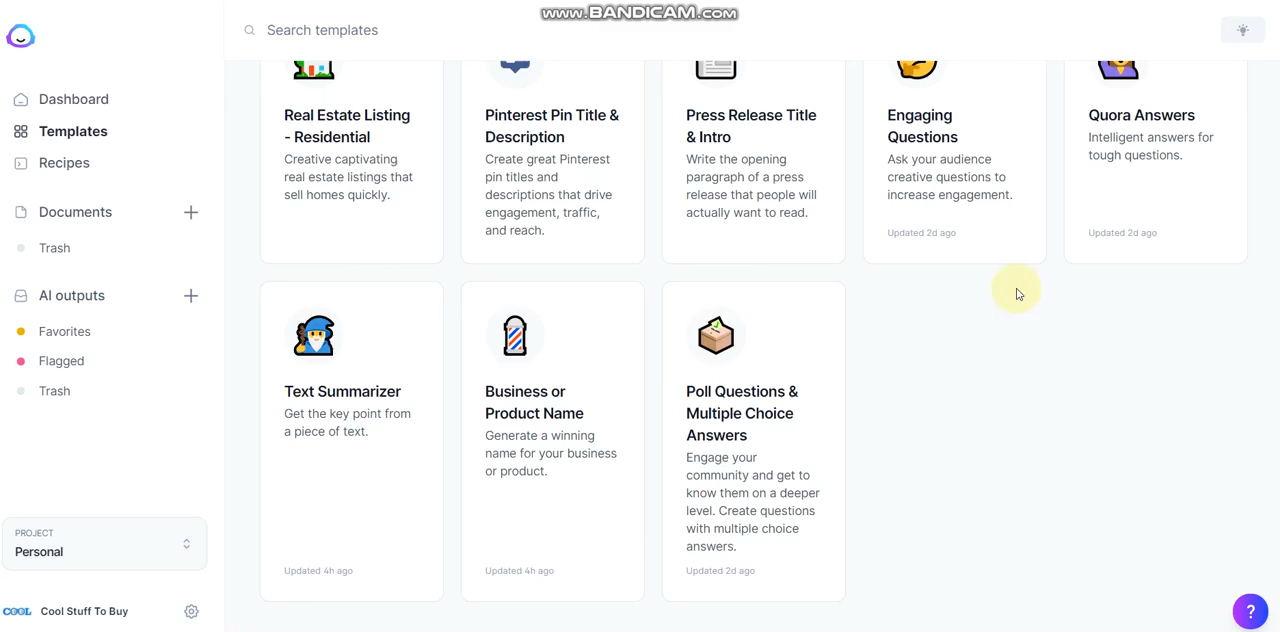 www.BANDICAM.com
Search templates
Dashboard
Templates
Recipes
Documents
Trash
AI outputs
Favorites
Flagged
Trash
PROJECT
Personal
COOL
Cool Stuff To Buy
Real Estate Listing
- Residential
Creative captivating
real estate listings that
sell homes quickly.
Pinterest Pin Title &
Description
Create great Pinterest
pin titles and
descriptions that drive
engagement, traffic,
and reach.
Press Release Title
& Intro
Write the opening
paragraph of a press
release that people will
actually want to read.
Engaging
Questions
Ask your audience
creative questions to
increase engagement.
Updated 2d ago
Quora Answers
Intelligent answers for
tough questions.
Updated 2d ago
Text Summarizer
Get the key point from
a piece of text.
Updated 4h ago
Business or
Product Name
Generate a winning
name for your business
or product.
Updated 4h ago
Poll Questions &
Multiple Choice
Answers
Engage your
community and get to
know them on a deeper
level. Create questions
with multiple choice
answers.
Updated 2d ago
?